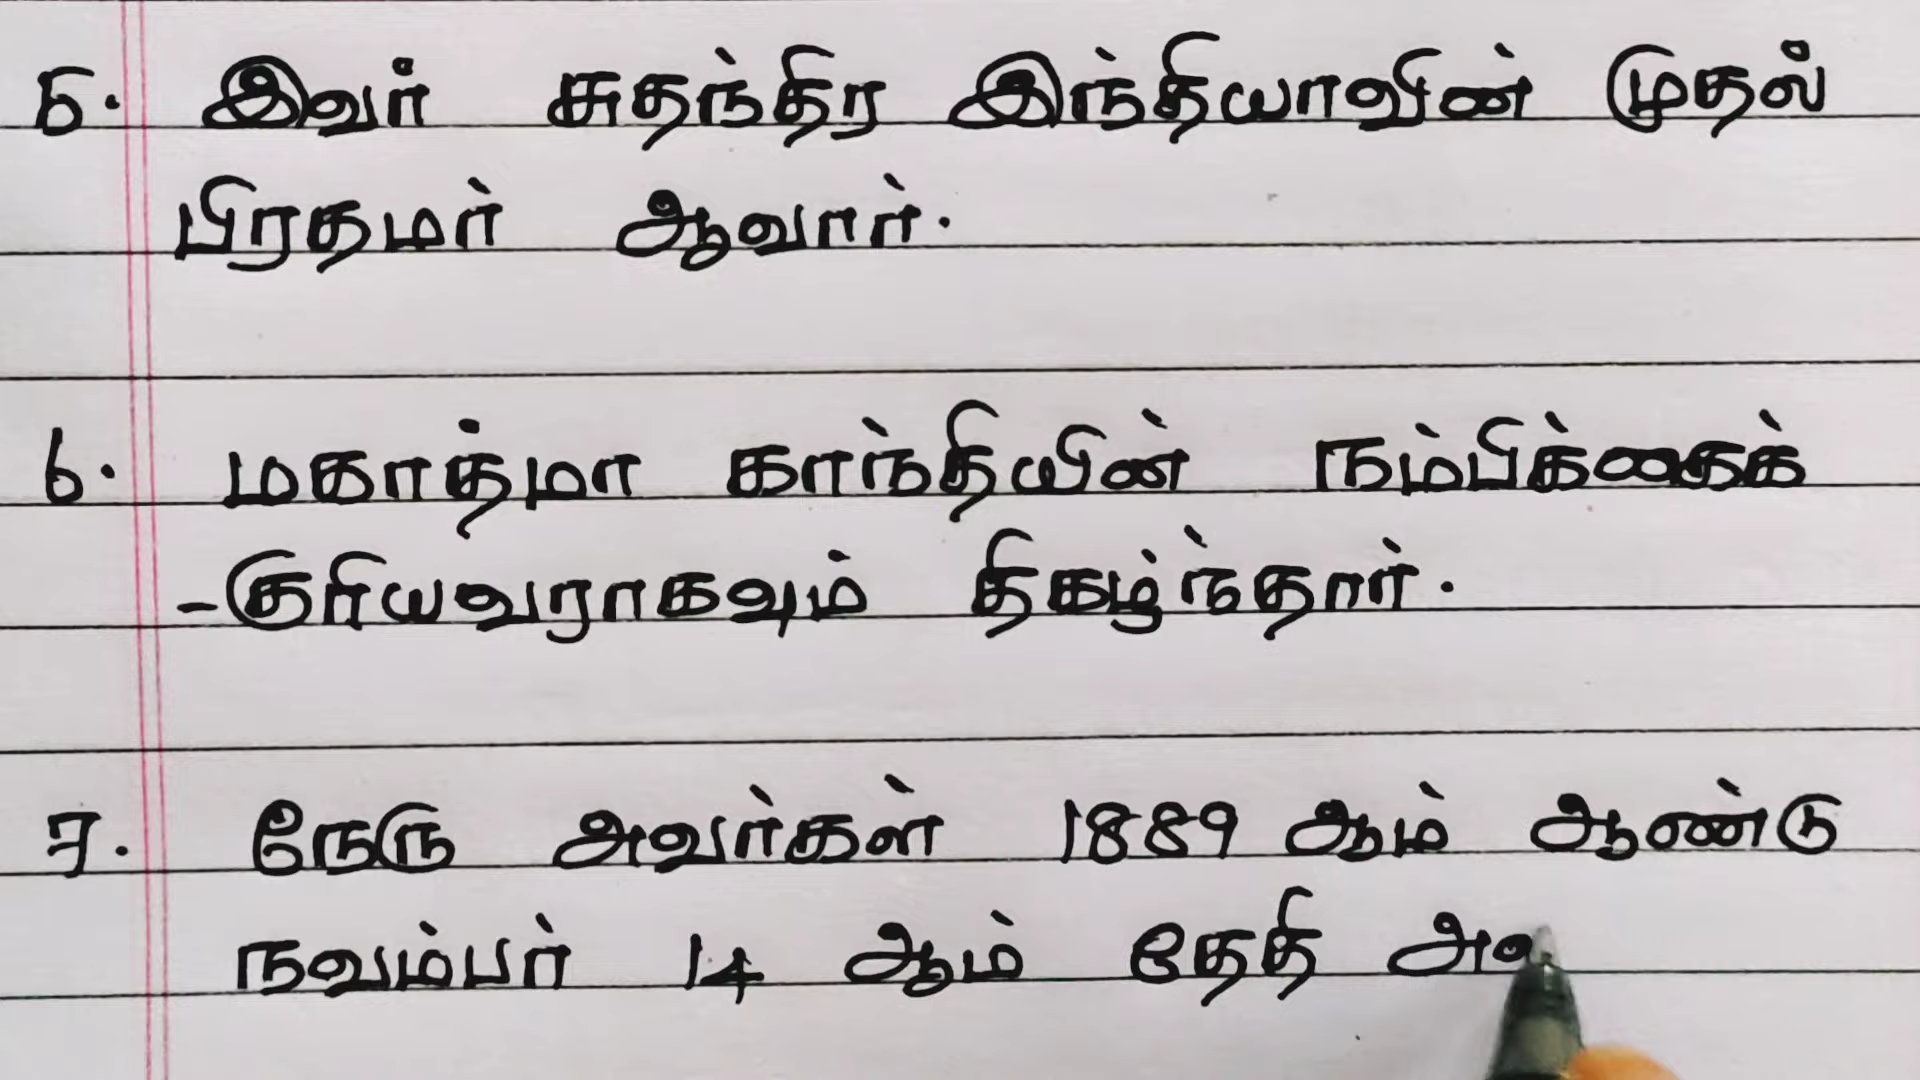 5. இவர் சுதந்திர இந்தியாவின் முதல்
பிரதமர் ஆவார்.
6. மகாத்மா காந்தியின் நம்பிக்கைக்
-குரியவராகவும் திகழ்ந்தார்.
7. நேரு அவர்கள் 1889 ஆம் ஆண்டு
நவம்பர் 14 ஆம் தேதி